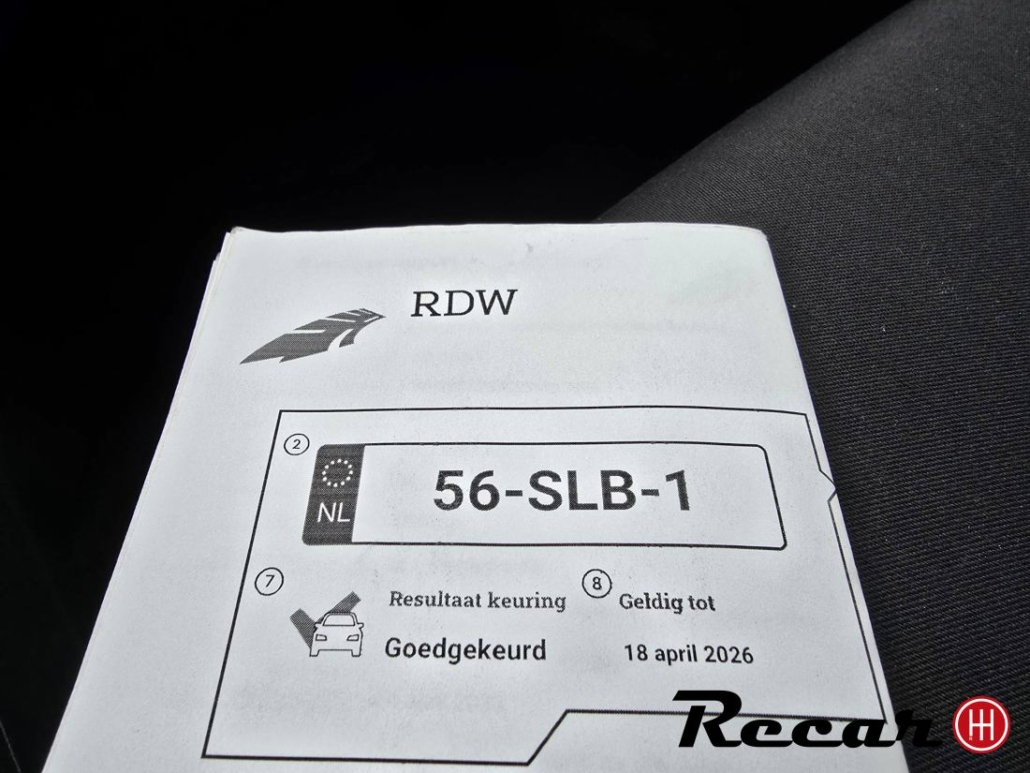 RDW
2
NL
56-SLB-1
7
Resultaat keuring
Goedgekeurd
8
Geldig tot
18 april 2026
Recar
H